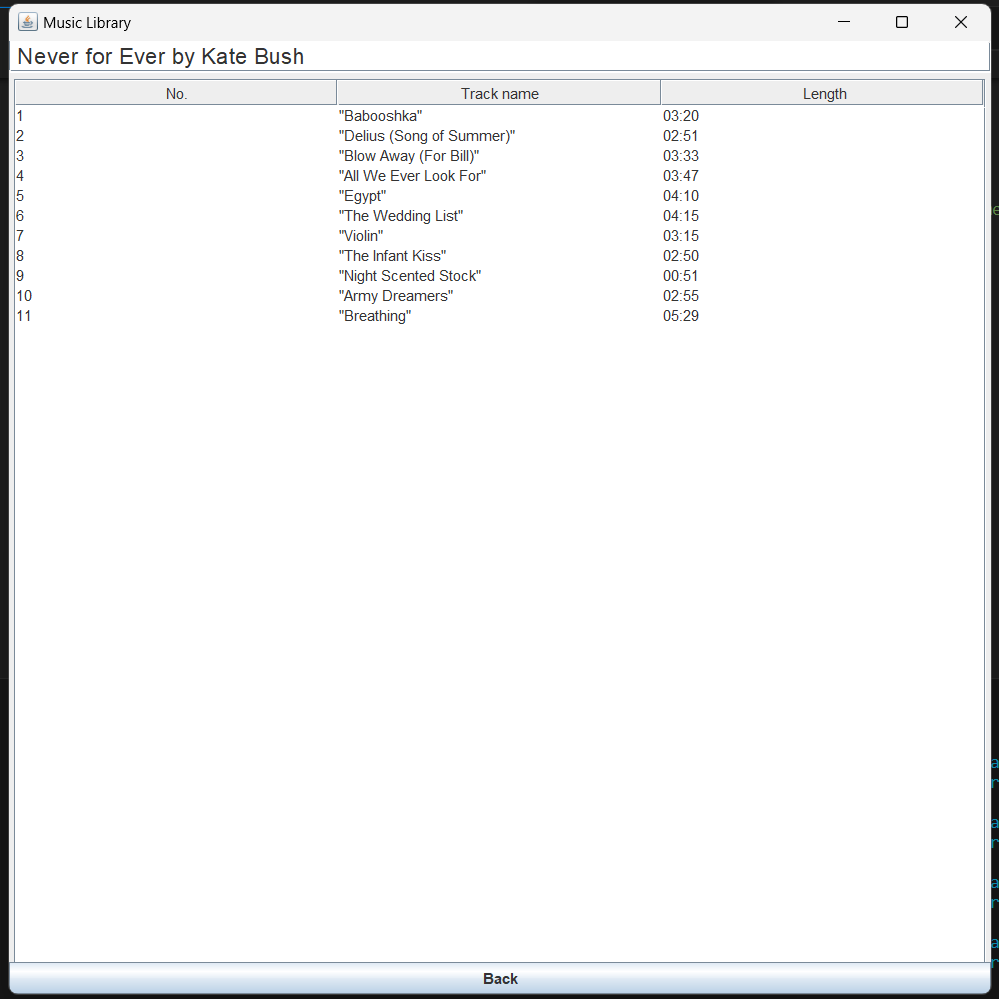 Music Library
Never for Ever by Kate Bush
No. Track name Length
1 "Babooshka" 03:20
2 "Delius (Song of Summer)" 02:51
3 "Blow Away (For Bill)" 03:33
4 "All We Ever Look For" 03:47
5 "Egypt" 04:10
6 "The Wedding List" 04:15
7 "Violin" 03:15
8 "The Infant Kiss" 02:50
9 "Night Scented Stock" 00:51
10 "Army Dreamers" 02:55
11 "Breathing" 05:29
Back